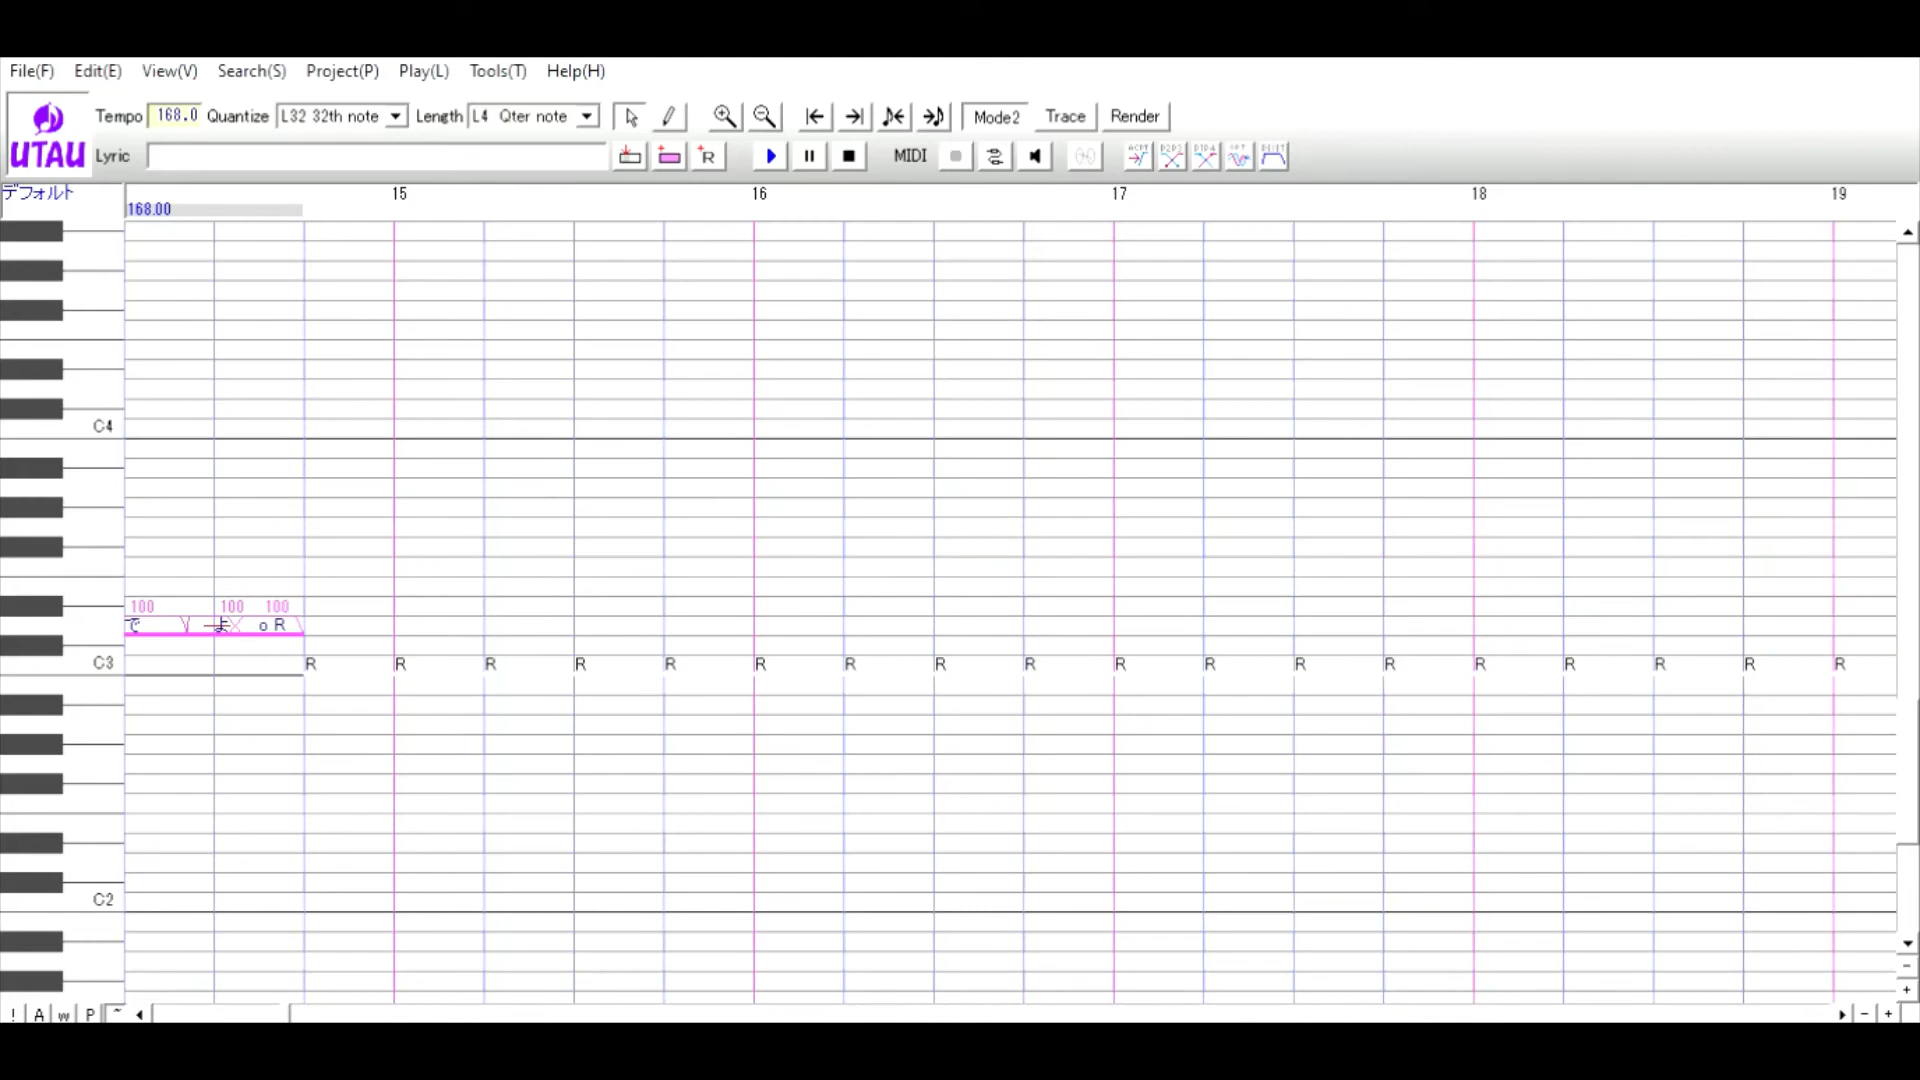 File(F) Edit(E) View(V) Search(S) Project(P) Play(L) Tools(T) Help(H)
UTAU
Tempo 168.0 Quantize L32 32th note Length L4 Qter note Mode2 Trace Render
Lyric R MIDI
デフォルト
15 16 17 18 19
168.00
C4
100 100 100
で よ o R
C3 R R R R R R R R R R R R R R R R R R
C2
! A w P ~ - +